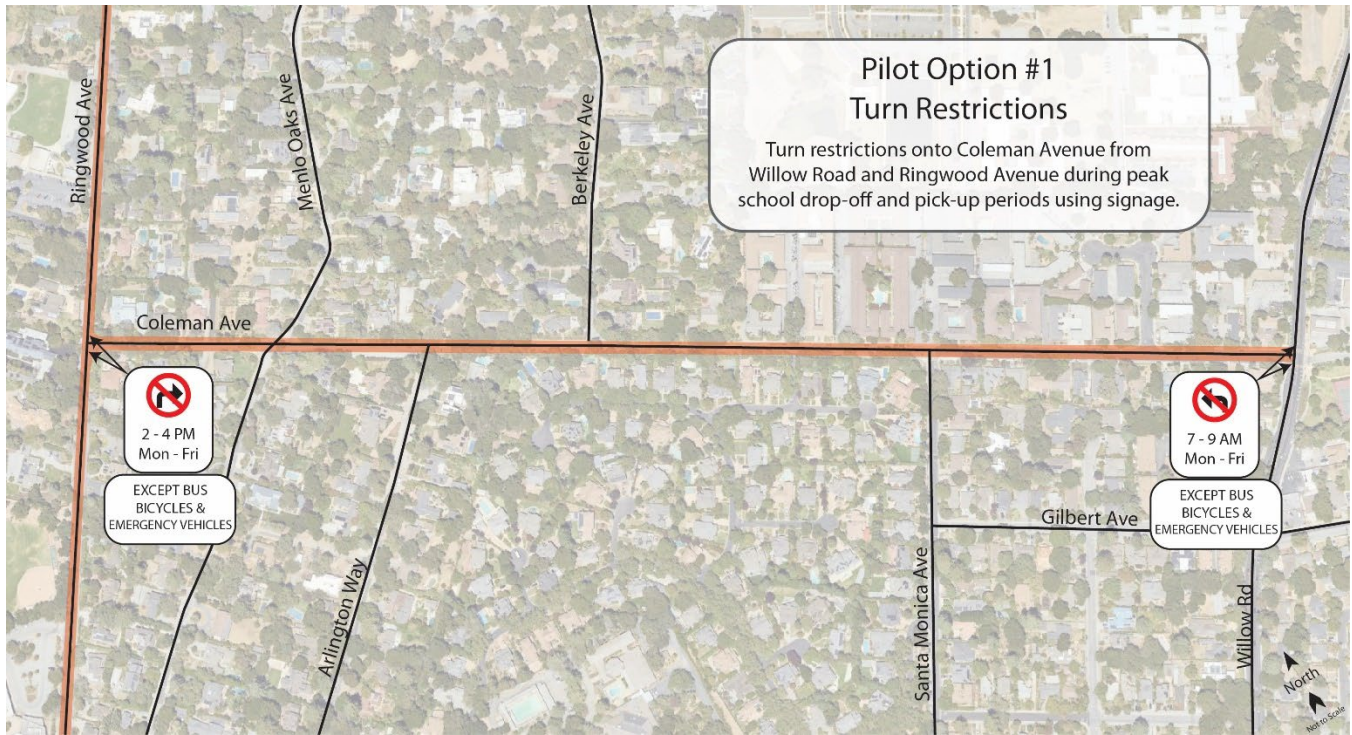 Pilot Option #1
Turn Restrictions
Turn restrictions onto Coleman Avenue from
Willow Road and Ringwood Avenue during peak
school drop-off and pick-up periods using signage.
Ringwood Ave
Menlo Oaks Ave
Berkeley Ave
Coleman Ave
2 - 4 PM
Mon - Fri
EXCEPT BUS
BICYCLES &
EMERGENCY VEHICLES
7 - 9 AM
Mon - Fri
EXCEPT BUS
BICYCLES &
EMERGENCY VEHICLES
Gilbert Ave
Arlington Way
Santa Monica Ave
Willow Rd
North
Not to Scale